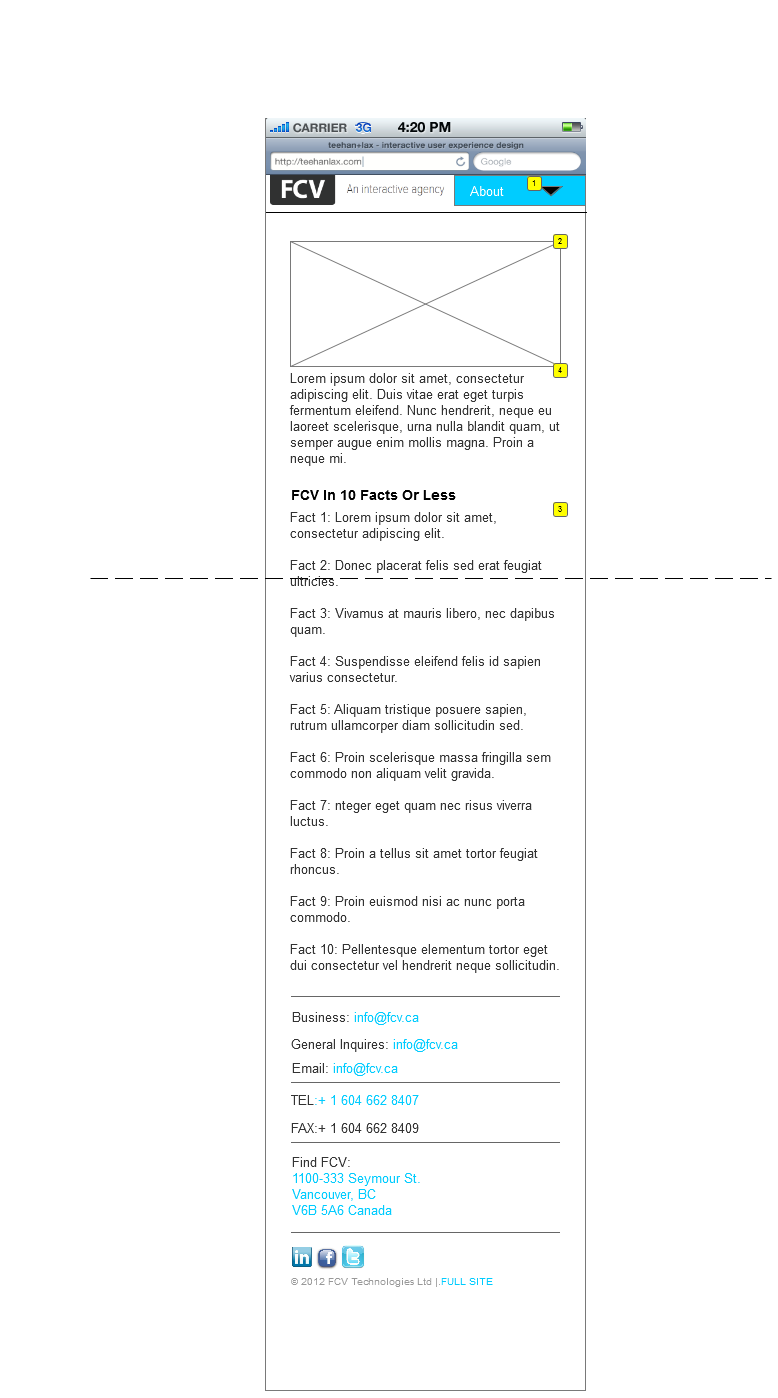 CARRIER 3G 4:20 PM
teehan+lax - interactive user experience design
http://teehanlax.com Google
FCV An interactive agency About 1
2
4
Lorem ipsum dolor sit amet, consectetur
adipiscing elit. Duis vitae erat eget turpis
fermentum eleifend. Nunc hendrerit, neque eu
laoreet scelerisque, urna nulla blandit quam, ut
semper augue enim mollis magna. Proin a
neque mi.
FCV In 10 Facts Or Less
3
Fact 1: Lorem ipsum dolor sit amet,
consectetur adipiscing elit.
Fact 2: Donec placerat felis sed erat feugiat
ultricies.
Fact 3: Vivamus at mauris libero, nec dapibus
quam.
Fact 4: Suspendisse eleifend felis id sapien
varius consectetur.
Fact 5: Aliquam tristique posuere sapien,
rutrum ullamcorper diam sollicitudin sed.
Fact 6: Proin scelerisque massa fringilla sem
commodo non aliquam velit gravida.
Fact 7: nteger eget quam nec risus viverra
luctus.
Fact 8: Proin a tellus sit amet tortor feugiat
rhoncus.
Fact 9: Proin euismod nisi ac nunc porta
commodo.
Fact 10: Pellentesque elementum tortor eget
dui consectetur vel hendrerit neque sollicitudin.
Business: info@fcv.ca
General Inquires: info@fcv.ca
Email: info@fcv.ca
TEL:+ 1 604 662 8407
FAX:+ 1 604 662 8409
Find FCV:
1100-333 Seymour St.
Vancouver, BC
V6B 5A6 Canada
in f t
© 2012 FCV Technologies Ltd |.FULL SITE